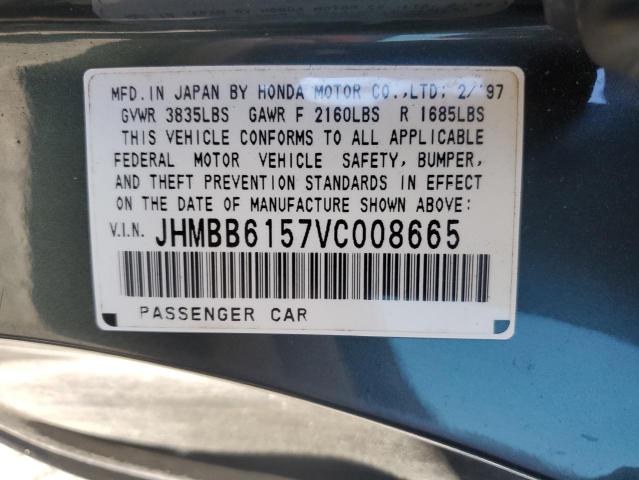 MFD. IN JAPAN BY HONDA MOTOR CO.,LTD; 2/'97
GVWR 3835LBS GAWR F 2160LBS R 1685LBS
THIS VEHICLE CONFORMS TO ALL APPLICABLE
FEDERAL MOTOR VEHICLE SAFETY, BUMPER,
AND THEFT PREVENTION STANDARDS IN EFFECT
ON THE DATE OF MANUFACTURE SHOWN ABOVE:
V.I.N. JHMBB6157VC008665
PASSENGER CAR